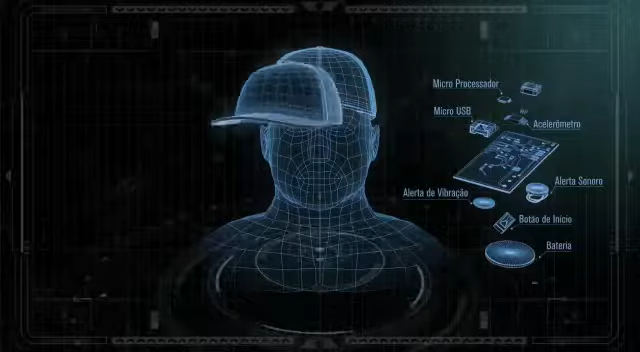 Micro Processador
Micro USB
Acelerômetro
Alerta Sonoro
Alerta de Vibração
Botão de Início
Bateria